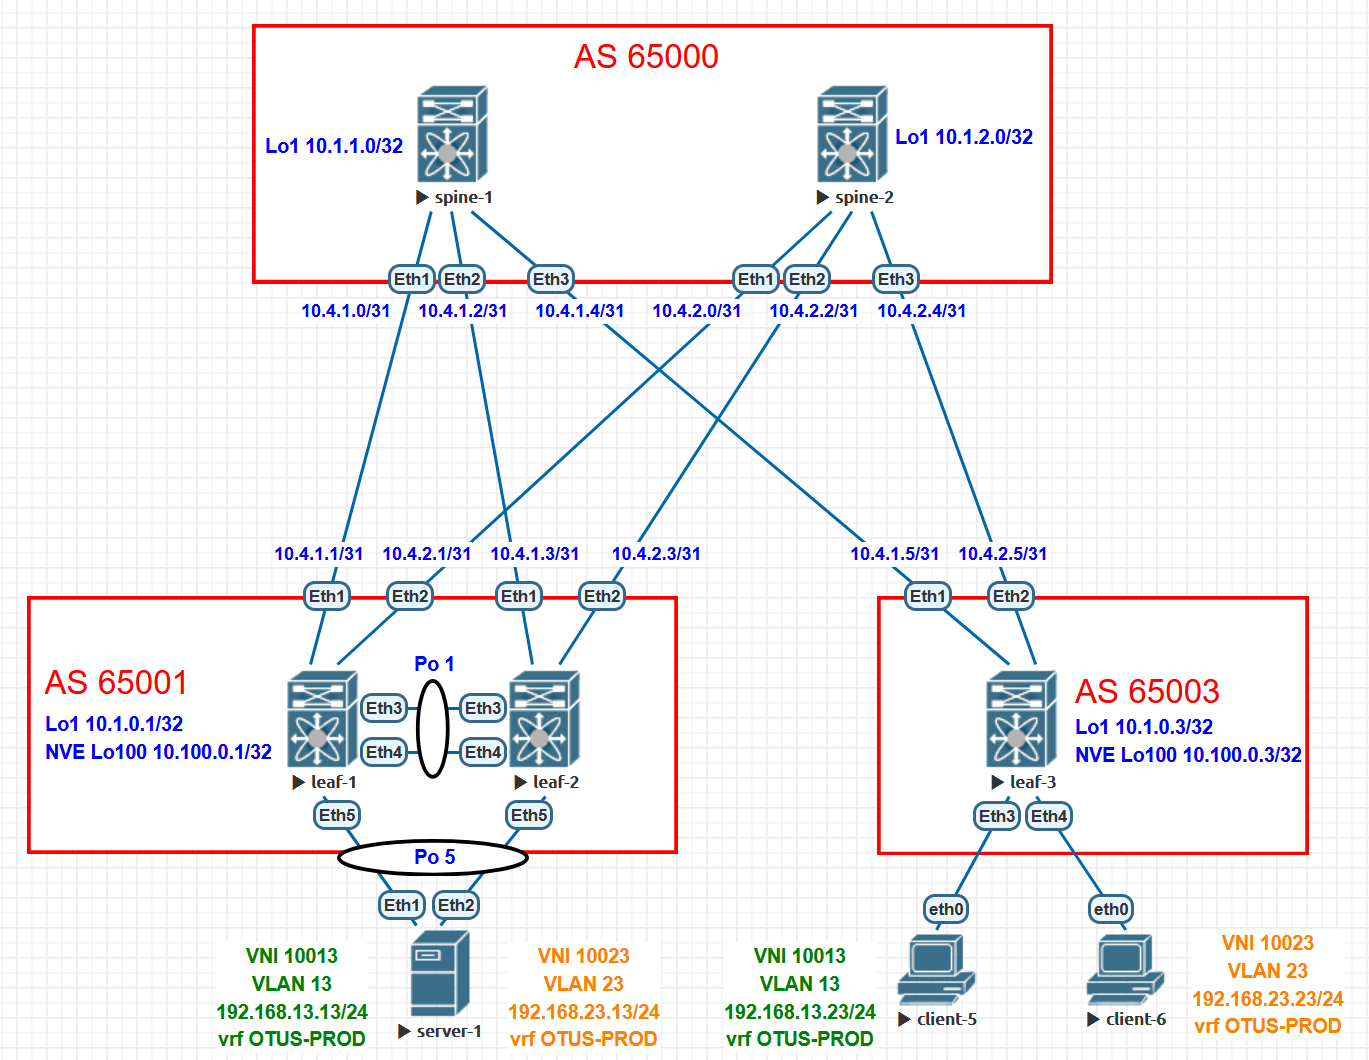 AS 65000
Lo1 10.1.1.0/32
Lo1 10.1.2.0/32
spine-1
spine-2
Eth1
Eth2
Eth3
Eth1
Eth2
Eth3
10.4.1.0/31
10.4.1.2/31
10.4.1.4/31
10.4.2.0/31
10.4.2.2/31
10.4.2.4/31
10.4.1.1/31
10.4.2.1/31
10.4.1.3/31
10.4.2.3/31
10.4.1.5/31
10.4.2.5/31
Eth1
Eth2
Eth1
Eth2
Eth1
Eth2
AS 65001
Lo1 10.1.0.1/32
NVE Lo100 10.100.0.1/32
Po 1
Eth3
Eth3
Eth4
Eth4
leaf-1
leaf-2
Eth5
Eth5
Po 5
AS 65003
Lo1 10.1.0.3/32
NVE Lo100 10.100.0.3/32
leaf-3
Eth3
Eth4
Eth1
Eth2
eth0
eth0
VNI 10013
VLAN 13
192.168.13.13/24
vrf OTUS-PROD
server-1
VNI 10023
VLAN 23
192.168.23.13/24
vrf OTUS-PROD
VNI 10013
VLAN 13
192.168.13.23/24
vrf OTUS-PROD
client-5
client-6
VNI 10023
VLAN 23
192.168.23.23/24
vrf OTUS-PROD